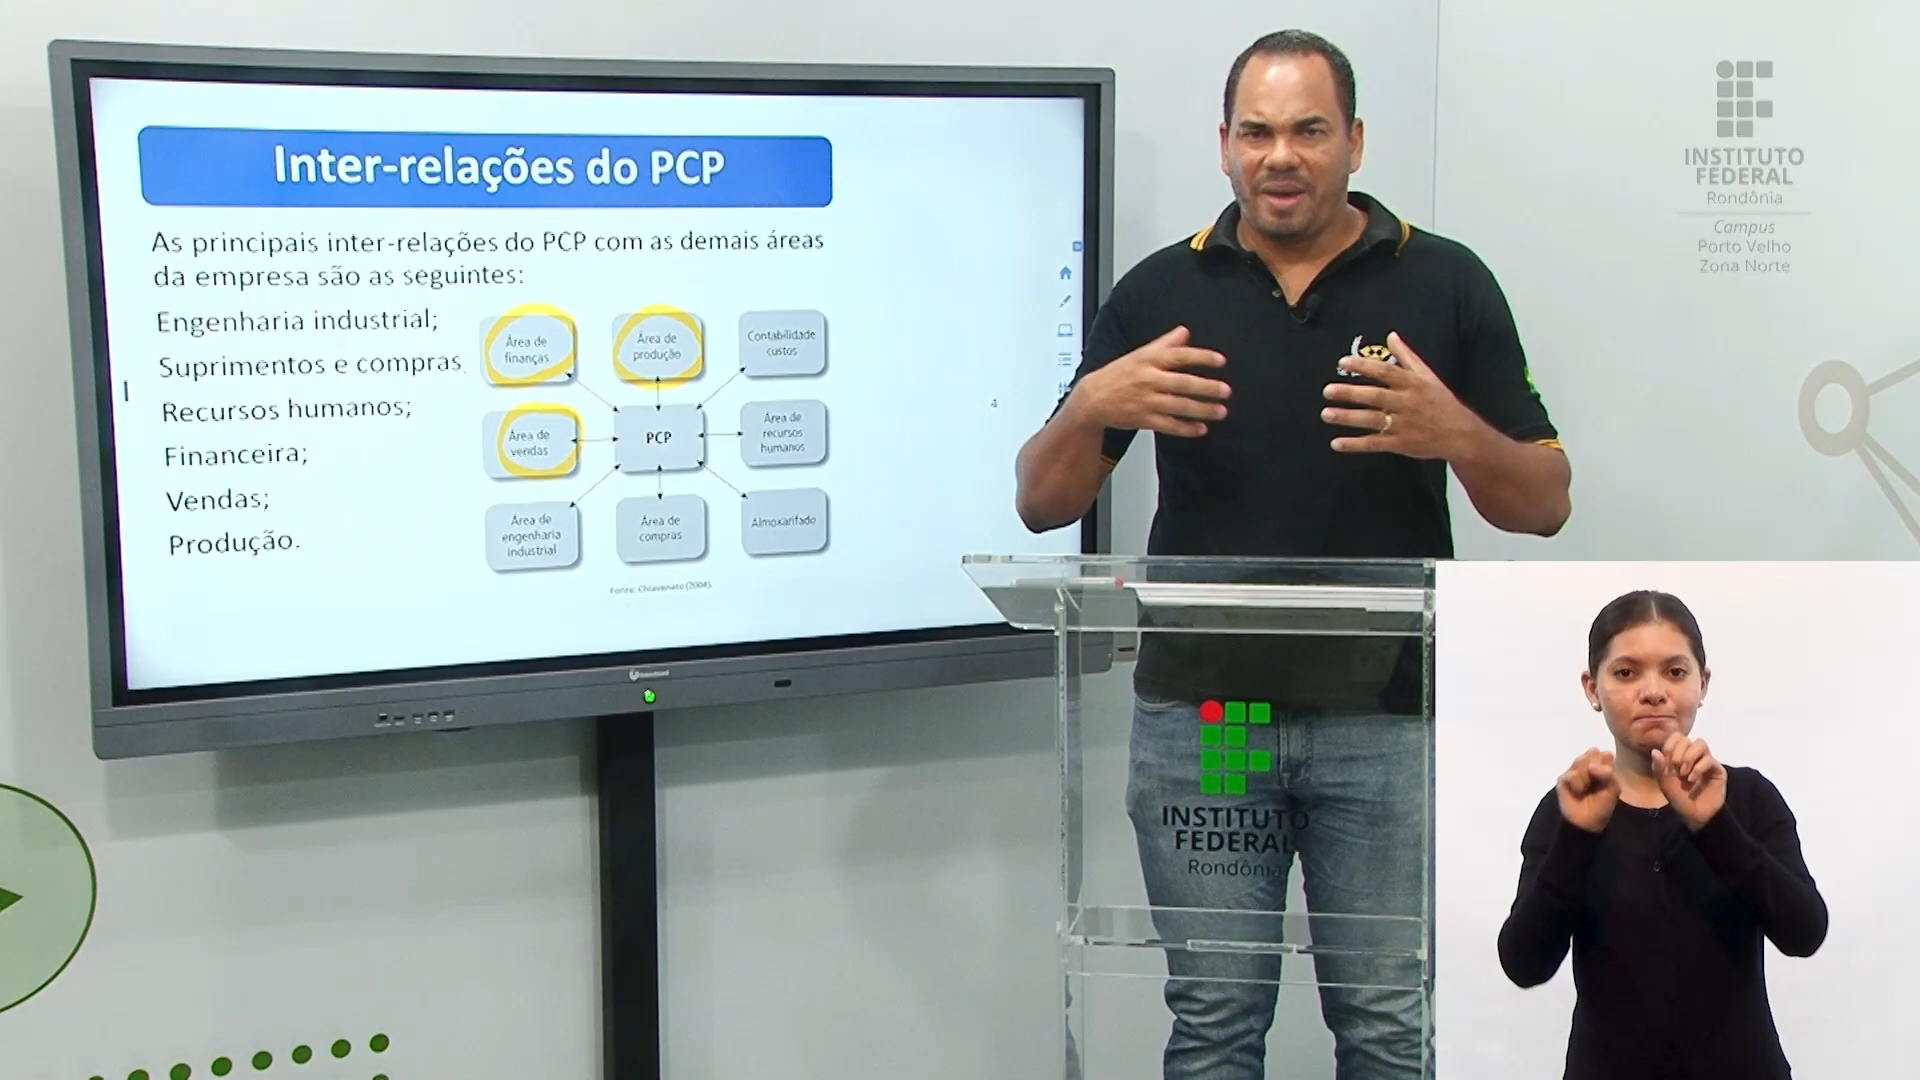 Inter-relações do PCP
As principais inter-relações do PCP com as demais áreas
da empresa são as seguintes:
Engenharia industrial;
Suprimentos e compras.
Recursos humanos;
Financeira;
Vendas;
Produção.
Área de
finanças
Área de
produção
Contabilidade
custos
Área de
vendas
PCP
Área de
recursos
humanos
Área de
engenharia
industrial
Área de
compras
Almoxarifado
Fonte: Chiavenato (2004).
4
INSTITUTO
FEDERAL
Rondônia
Campus
Porto Velho
Zona Norte
INSTITUTO
FEDERAL
Rondônia